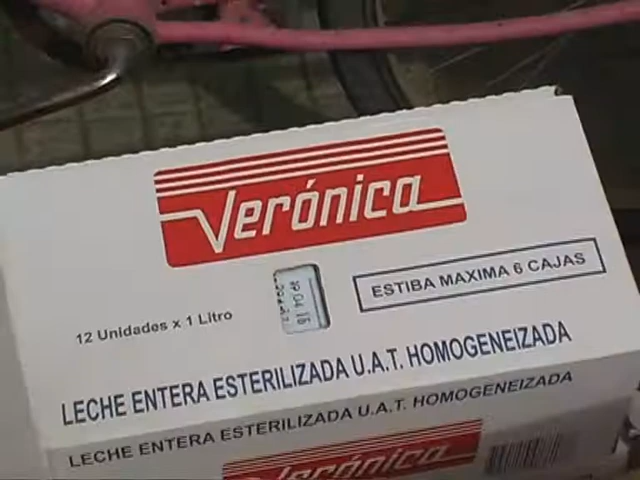 Verónica
ESTIBA MAXIMA 6 CAJAS
12 Unidades x 1 Litro
LECHE ENTERA ESTERILIZADA U.A.T. HOMOGENEIZADA
LECHE ENTERA ESTERILIZADA U.A.T. HOMOGENEIZADA
Verónica